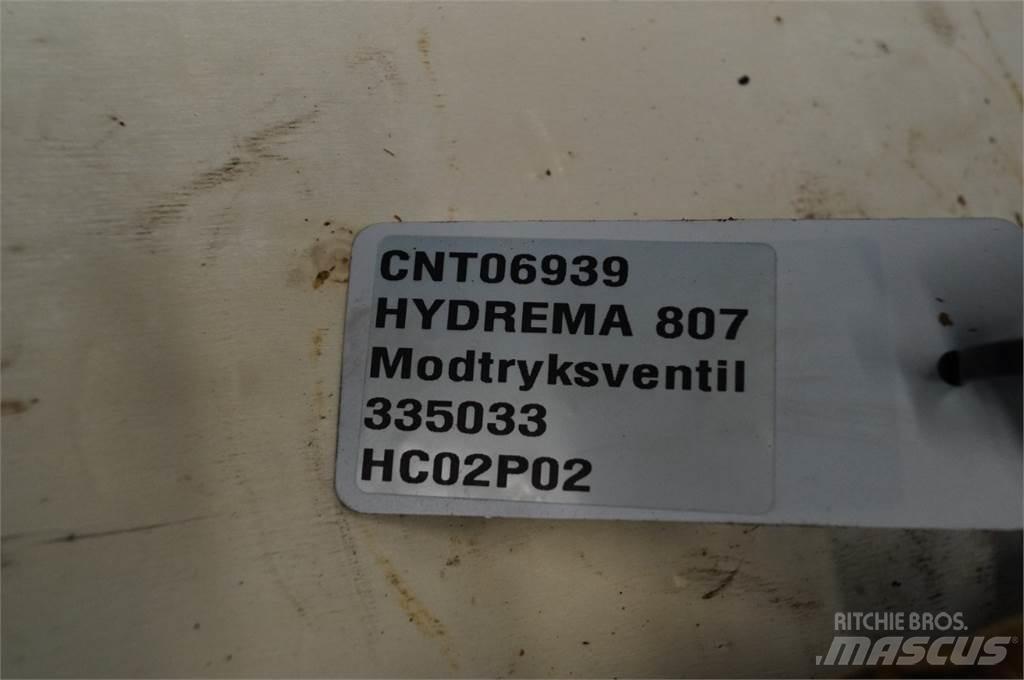 CNT06939
HYDREMA 807
Modtryksventil
335033
HC02P02
RITCHIE BROS.
MASCUS